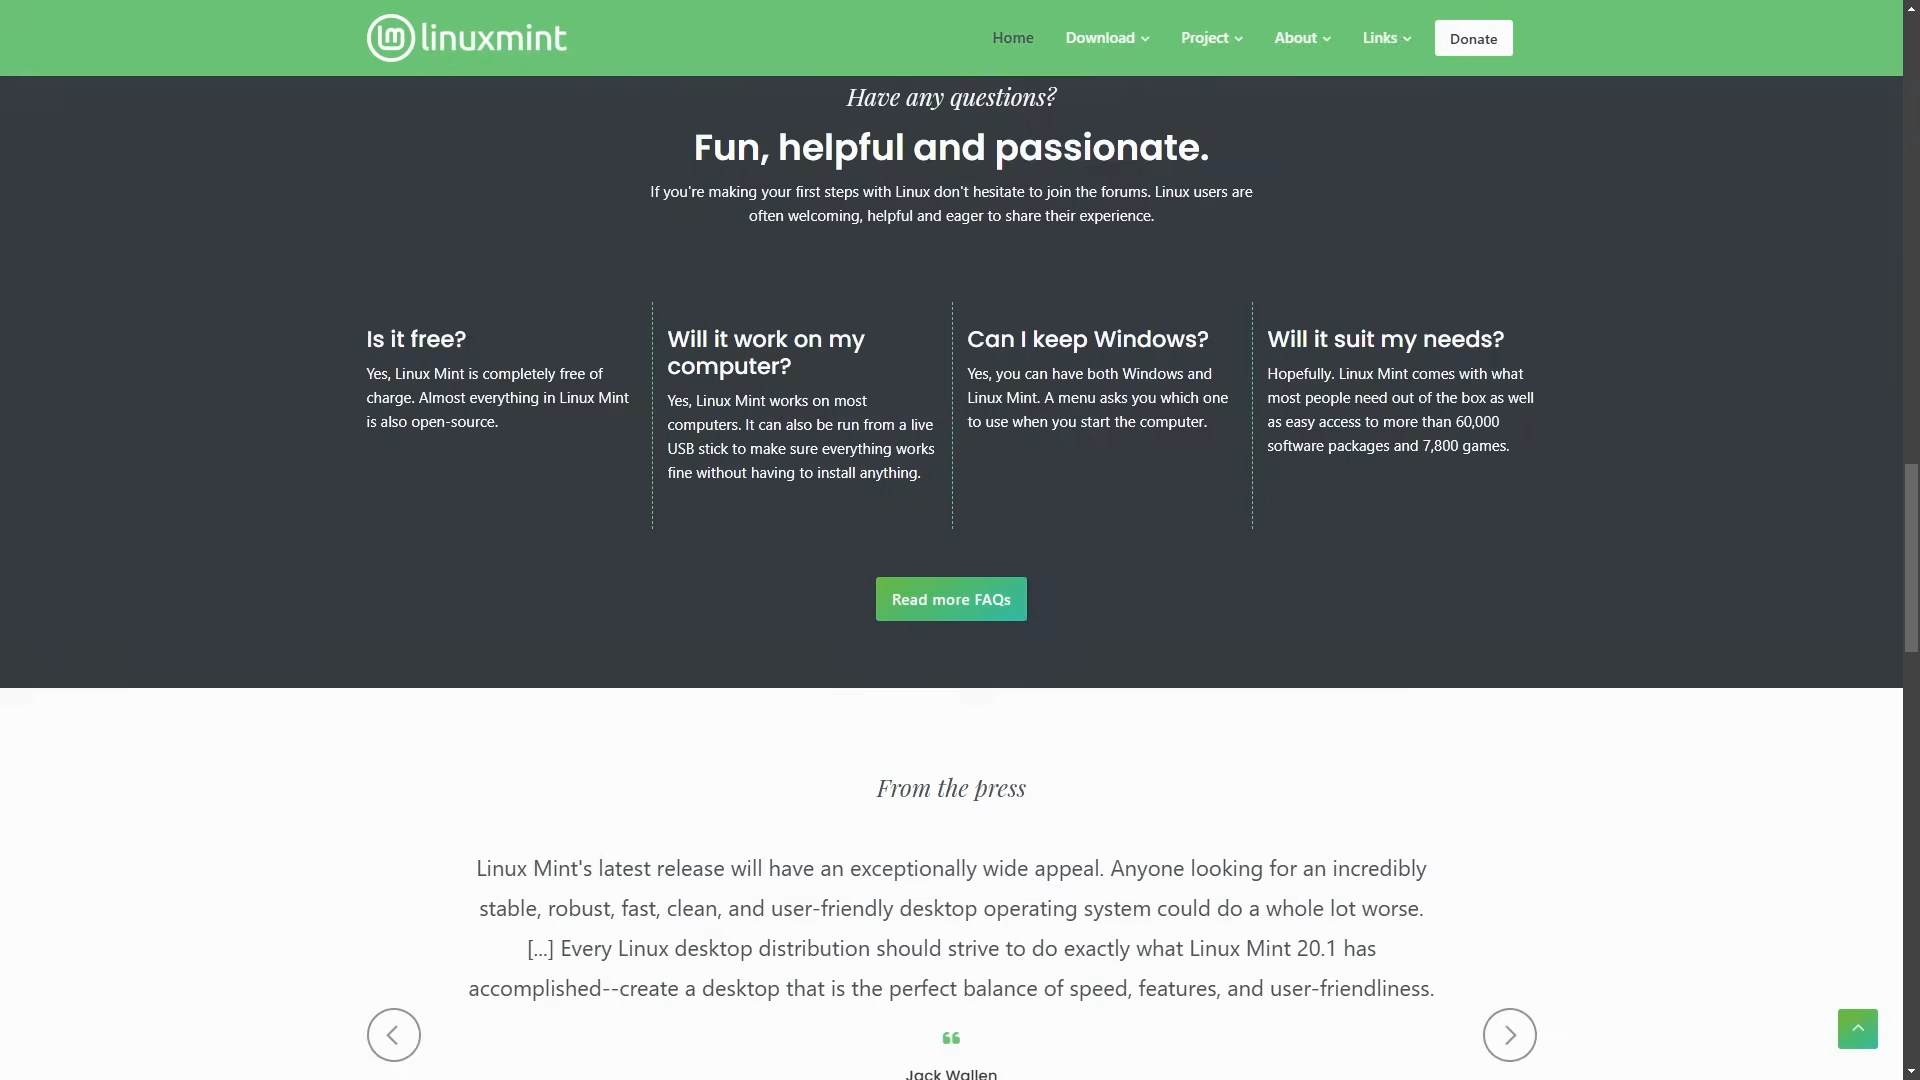 linuxmint
Home Download Project About Links Donate
Have any questions?
Fun, helpful and passionate.
If you're making your first steps with Linux don't hesitate to join the forums. Linux users are
often welcoming, helpful and eager to share their experience.
Is it free?
Yes, Linux Mint is completely free of
charge. Almost everything in Linux Mint
is also open-source.
Will it work on my
computer?
Yes, Linux Mint works on most
computers. It can also be run from a live
USB stick to make sure everything works
fine without having to install anything.
Can I keep Windows?
Yes, you can have both Windows and
Linux Mint. A menu asks you which one
to use when you start the computer.
Will it suit my needs?
Hopefully. Linux Mint comes with what
most people need out of the box as well
as easy access to more than 60,000
software packages and 7,800 games.
Read more FAQs
From the press
Linux Mint's latest release will have an exceptionally wide appeal. Anyone looking for an incredibly
stable, robust, fast, clean, and user-friendly desktop operating system could do a whole lot worse.
[...] Every Linux desktop distribution should strive to do exactly what Linux Mint 20.1 has
accomplished--create a desktop that is the perfect balance of speed, features, and user-friendliness.
Jack Wallen